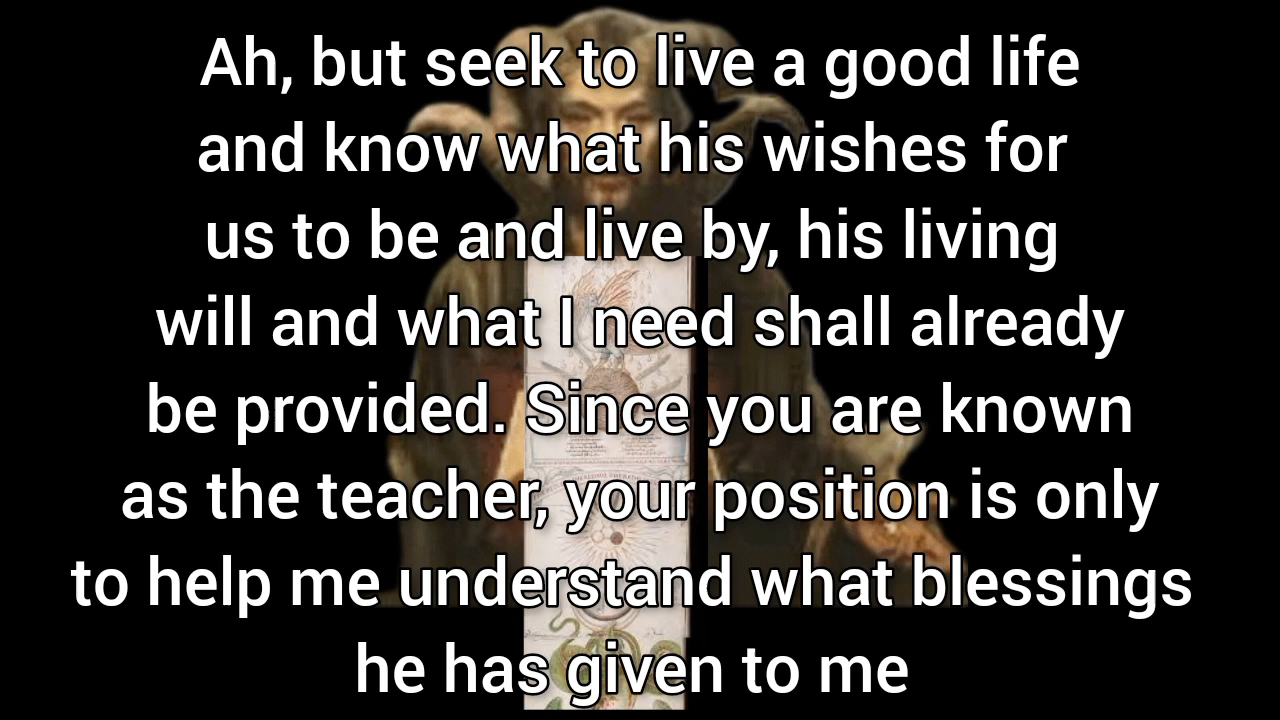 Ah, but seek to live a good life
and know what his wishes for
us to be and live by, his living
will and what I need shall already
be provided. Since you are known
as the teacher, your position is only
to help me understand what blessings
he has given to me